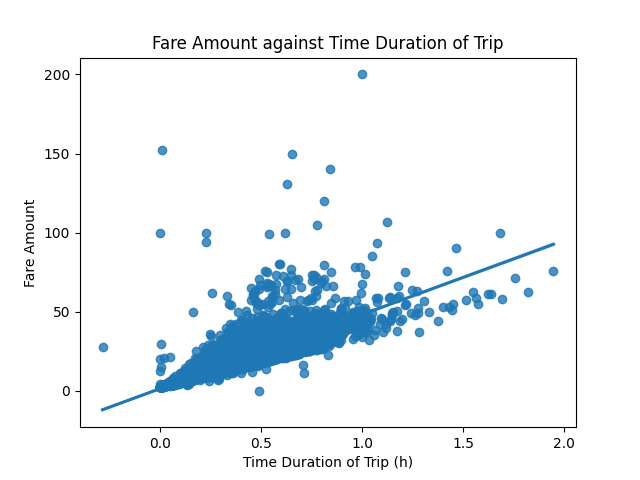 Fare Amount against Time Duration of Trip
200
150
100
50
0
Fare Amount
0.0 0.5 1.0 1.5 2.0
Time Duration of Trip (h)